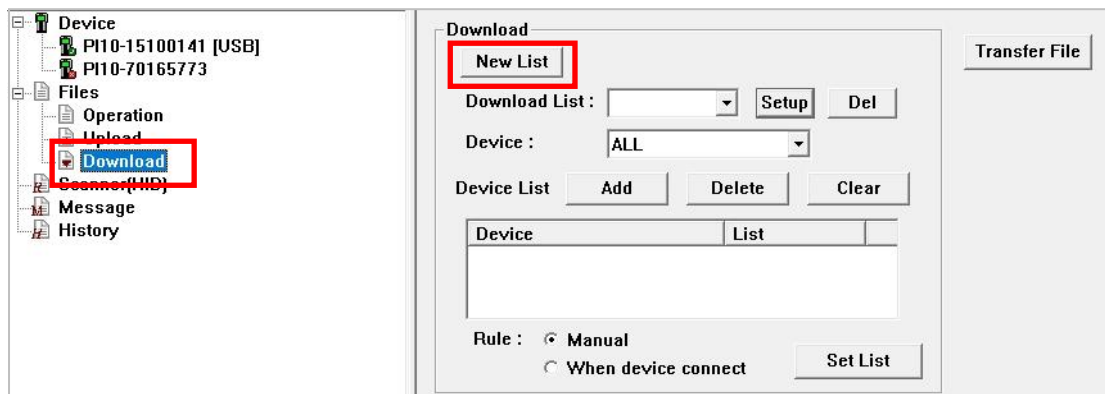 Device
PI10-15100141 [USB]
PI10-70165773
Files
Operation
Upload
Download
Scanner(HID)
Message
History
Download
New List
Transfer File
Download List :
Setup
Del
Device :
ALL
Device List
Add
Delete
Clear
Device
List
Rule :
Manual
When device connect
Set List